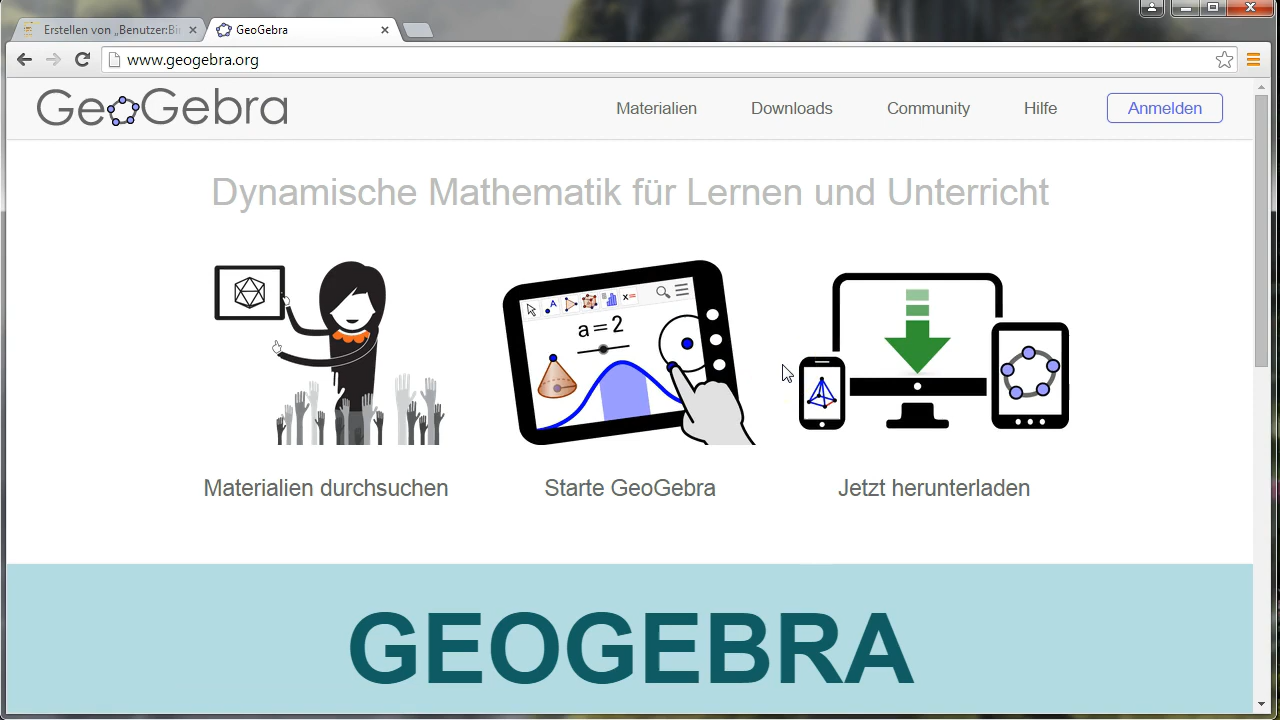 Erstellen von „Benutzer:Bir
GeoGebra
www.geogebra.org
GeoGebra
Materialien
Downloads
Community
Hilfe
Anmelden
Dynamische Mathematik für Lernen und Unterricht
A
x=
a=2
Materialien durchsuchen
Starte GeoGebra
Jetzt herunterladen
GEOGEBRA